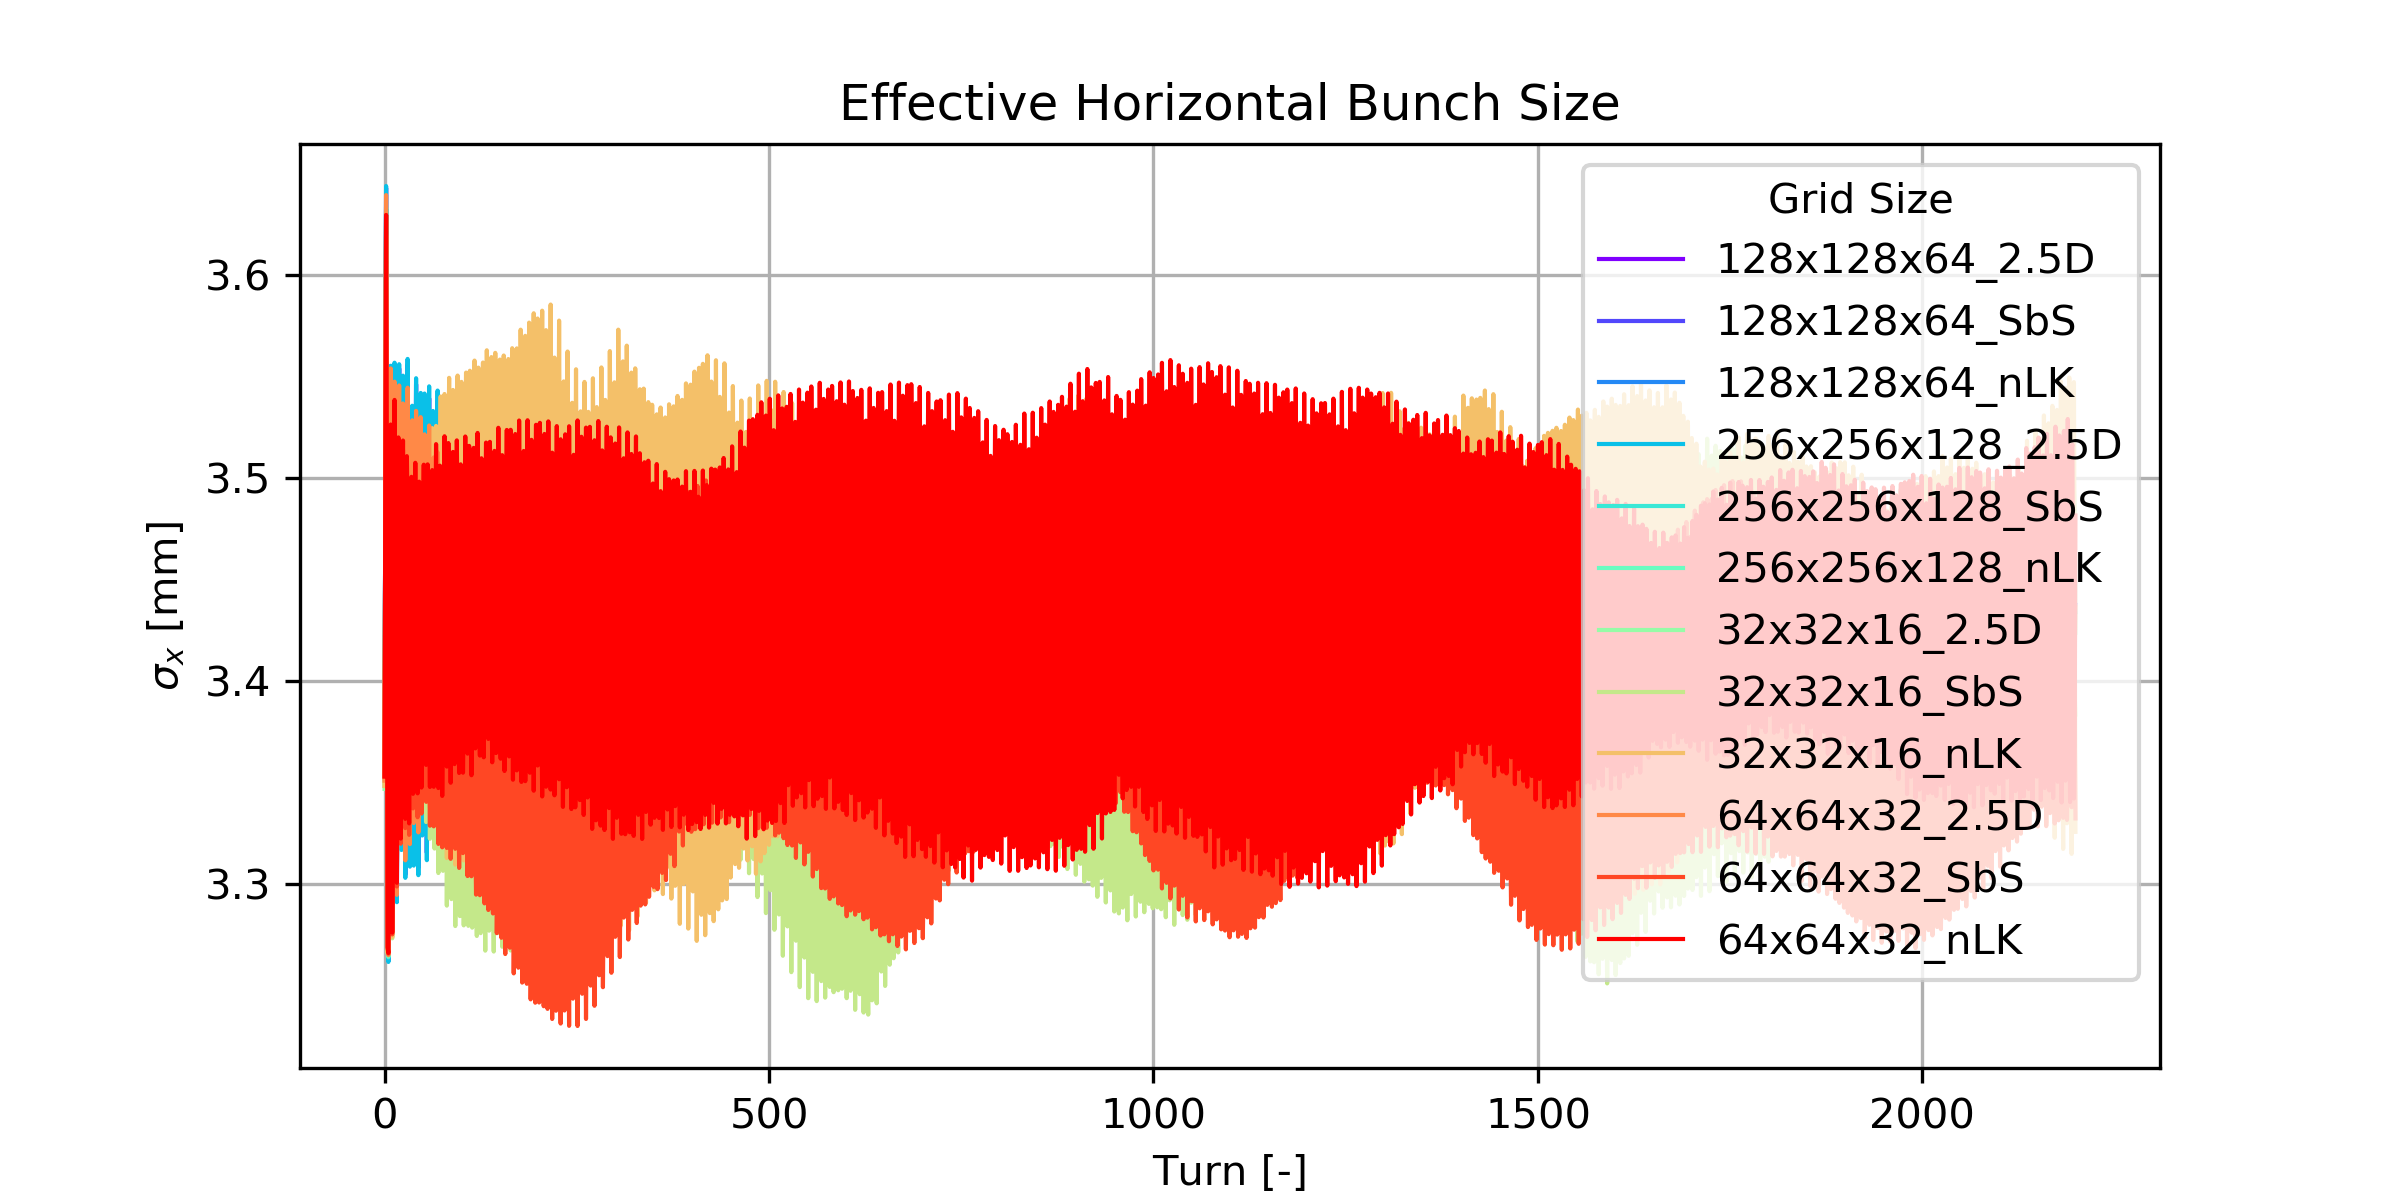 Effective Horizontal Bunch Size
Grid Size
128x128x64_2.5D
128x128x64_SbS
128x128x64_nLK
256x256x128_2.5D
256x256x128_SbS
256x256x128_nLK
32x32x16_2.5D
32x32x16_SbS
32x32x16_nLK
64x64x32_2.5D
64x64x32_SbS
64x64x32_nLK
3.6
3.5
3.4
3.3
σx [mm]
0 500 1000 1500 2000
Turn [-]